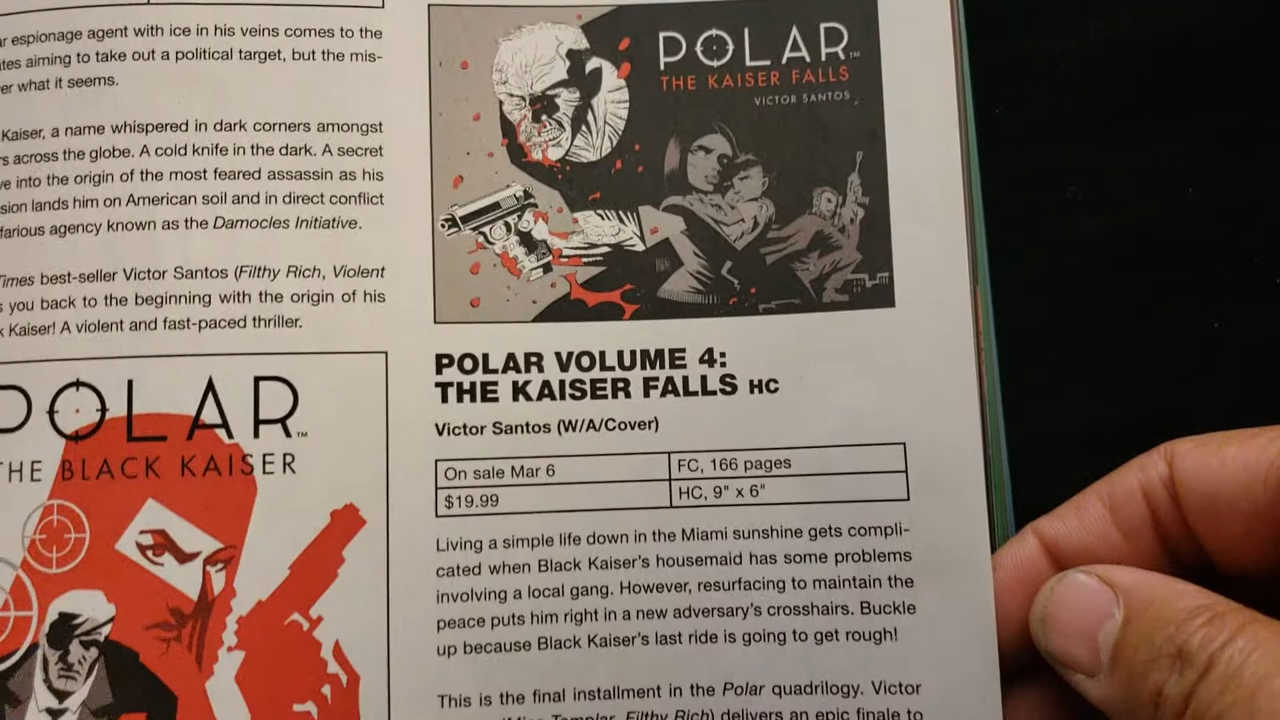 espionage agent with ice in his veins comes to the
aiming to take out a political target, but the mis-
what it seems.
Kaiser, a name whispered in dark corners amongst
across the globe. A cold knife in the dark. A secret
into the origin of the most feared assassin as his
lands him on American soil and in direct conflict
agency known as the Damocles Initiative.
best-seller Victor Santos (Filthy Rich, Violent
you back to the beginning with the origin of his
Kaiser! A violent and fast-paced thriller.
POLAR™
THE BLACK KAISER
POLAR™
THE KAISER FALLS
VICTOR SANTOS
POLAR VOLUME 4:
THE KAISER FALLS HC
Victor Santos (W/A/Cover)
On sale Mar 6 FC, 166 pages
$19.99 HC, 9" x 6"
Living a simple life down in the Miami sunshine gets compli-
cated when Black Kaiser's housemaid has some problems
involving a local gang. However, resurfacing to maintain the
peace puts him right in a new adversary's crosshairs. Buckle
up because Black Kaiser's last ride is going to get rough!
This is the final installment in the Polar quadrilogy. Victor
Templar, Filthy Rich) delivers an epic finale to